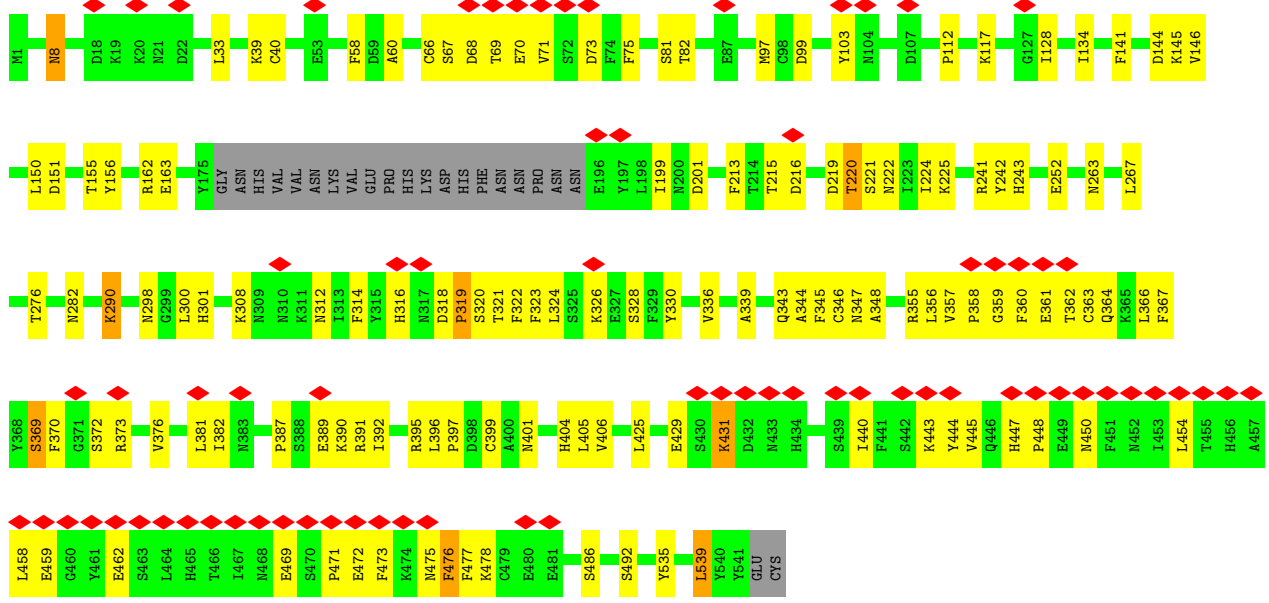 M1 N8 D18 K19 K20 N21 D22 L33 K39 C40 E53 F58 D59 A60 C66 S67 D68 T69 E70 V71 S72 D73 F74 F75 S81 T82 E87 M97 C98 D99 Y103 N104 D107 P112 K117 G127 I128 I134 F141 D144 K145 V146
L150 D151 T155 Y156 R162 E163 Y175 GLY ASN HIS VAL VAL ASN LYS VAL GLU PRO HIS LYS ASP HIS PHE ASN ASN PRO ASN ASN E196 Y197 L198 I199 N200 D201 F213 T214 T215 D216 D219 T220 S221 N222 I223 I224 K225 R241 Y242 H243 E252 N263 L267
T276 N282 K290 N298 G299 L300 H301 K308 N309 N310 K311 N312 I313 F314 Y315 H316 N317 D318 P319 S320 T321 F322 F323 L324 S325 K326 E327 S328 F329 Y330 V336 A339 Q343 A344 F345 C346 N347 A348 R355 L356 V357 P358 G359 F360 E361 T362 C363 Q364 K365 L366 F367
Y368 S369 F370 G371 S372 R373 V376 L381 I382 N383 P387 S388 E389 K390 R391 I392 R395 L396 P397 D398 C399 A400 N401 H404 L405 V406 L425 E429 S430 K431 D432 N433 H434 S439 I440 F441 S442 K443 Y444 V445 Q446 H447 P448 E449 N450 F451 N452 I453 L454 T455 H456 A457
L458 E459 G460 Y461 E462 S463 L464 H465 T466 I467 N468 E469 S470 P471 E472 F473 K474 N475 F476 F477 K478 C479 E480 E481 S486 S492 Y535 L539 Y540 Y541 GLU CYS